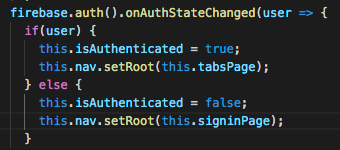 firebase.auth().onAuthStateChanged(user => {
  if(user) {
    this.isAuthenticated = true;
    this.nav.setRoot(this.tabsPage);
  } else {
    this.isAuthenticated = false;
    this.nav.setRoot(this.signinPage);
  }